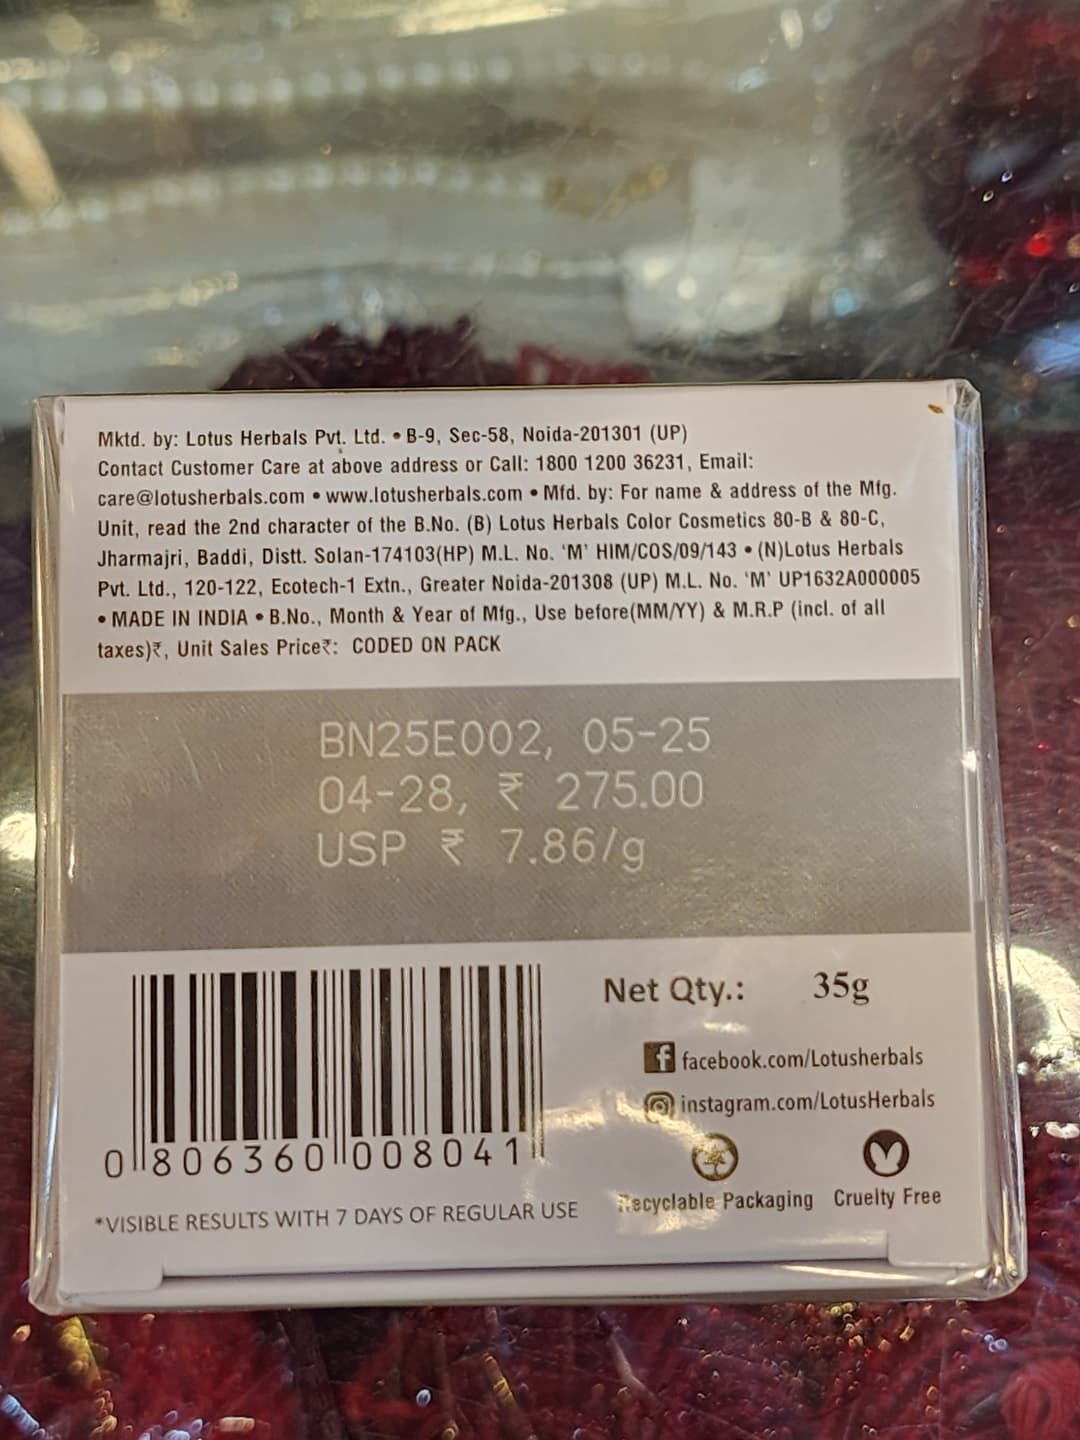 Mktd. by: Lotus Herbals Pvt. Ltd. • B-9, Sec-58, Noida-201301 (UP)
Contact Customer Care at above address or Call: 1800 1200 36231, Email:
care@lotusherbals.com • www.lotusherbals.com • Mfd. by: For name & address of the Mfg.
Unit, read the 2nd character of the B.No. (B) Lotus Herbals Color Cosmetics 80-B & 80-C,
Jharmajri, Baddi, Distt. Solan-174103(HP) M.L. No. 'M' HIM/COS/09/143 • (N)Lotus Herbals
Pvt. Ltd., 120-122, Ecotech-1 Extn., Greater Noida-201308 (UP) M.L. No. 'M' UP1632A000005
• MADE IN INDIA • B.No., Month & Year of Mfg., Use before(MM/YY) & M.R.P (incl. of all
taxes)₹, Unit Sales Price₹: CODED ON PACK
BN25E002, 05-25
04-28, ₹ 275.00
USP ₹ 7.86/g
Net Qty.: 35g
facebook.com/Lotusherbals
instagram.com/LotusHerbals
0 806360 008041
Recyclable Packaging Cruelty Free
*VISIBLE RESULTS WITH 7 DAYS OF REGULAR USE